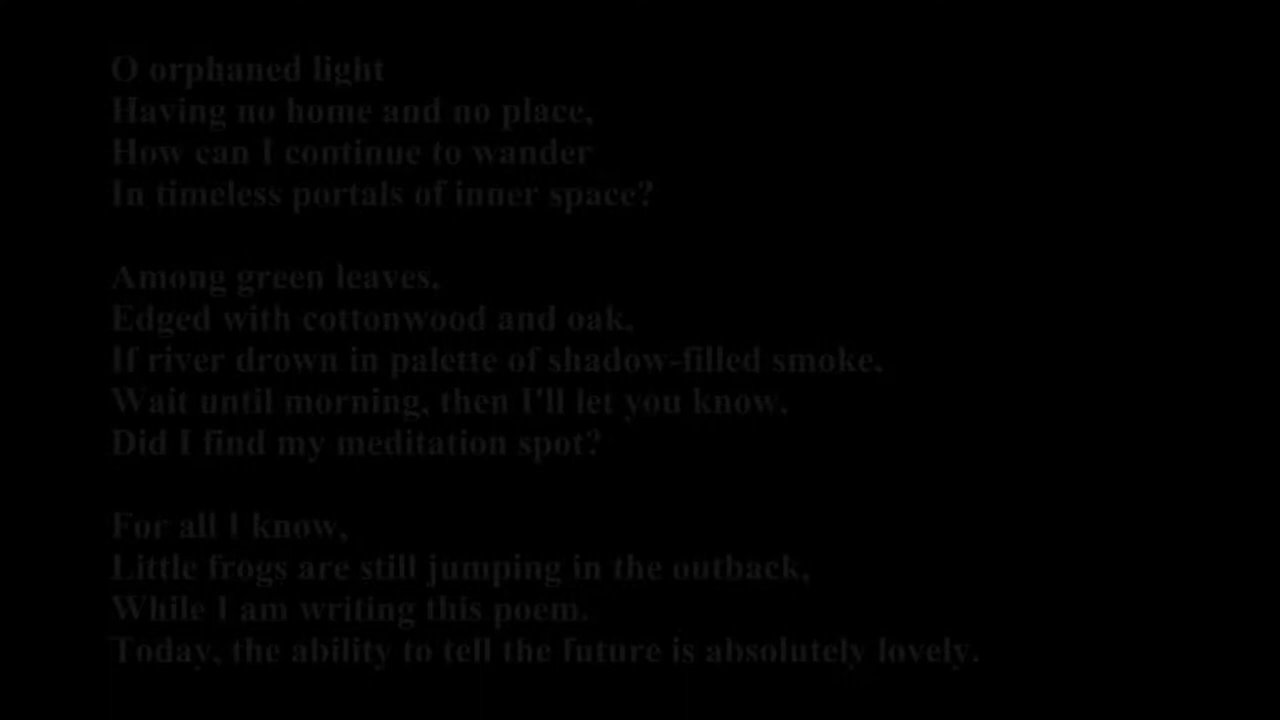 O orphaned light
Having no home and no place,
How can I continue to wander
In timeless portals of inner space?
Among green leaves.
Edged with cottonwood and oak.
If river drown in palette of shadow-filled smoke.
Wait until morning, then I'll let you know.
Did I find my meditation spot?
For all I know,
Little frogs are still jumping in the outback,
While I am writing this poem.
Today, the ability to tell the future is absolutely lovely.